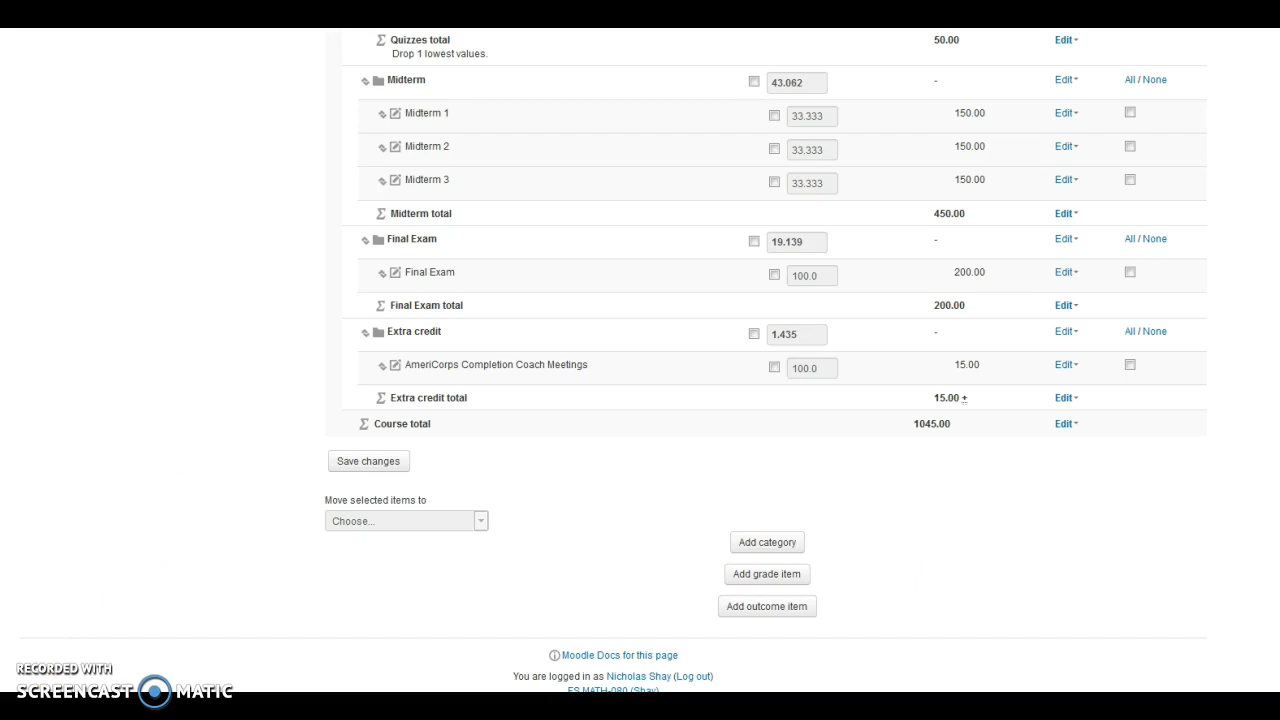 Quizzes total 50.00 Edit
Drop 1 lowest values.
Midterm 43.062 - Edit All / None
Midterm 1 33.333 150.00 Edit
Midterm 2 33.333 150.00 Edit
Midterm 3 33.333 150.00 Edit
Σ Midterm total 450.00 Edit
Final Exam 19.139 - Edit All / None
Final Exam 100.0 200.00 Edit
Σ Final Exam total 200.00 Edit
Extra credit 1.435 - Edit All / None
AmeriCorps Completion Coach Meetings 100.0 15.00 Edit
Σ Extra credit total 15.00 + Edit
Σ Course total 1045.00 Edit
Save changes
Move selected items to
Choose...
Add category
Add grade item
Add outcome item
Moodle Docs for this page
You are logged in as Nicholas Shay (Log out)
ES MATH-080 (Shay)
RECORDED WITH
SCREENCAST MATIC